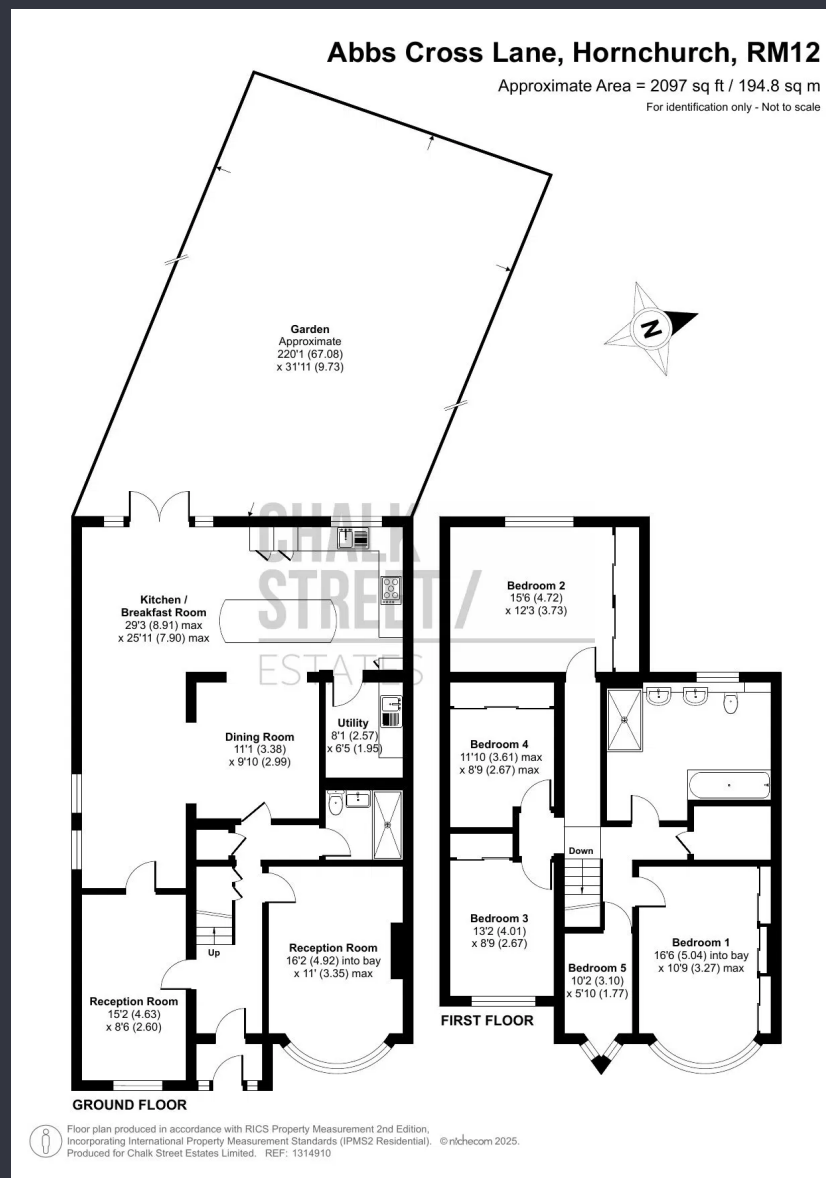 Abbs Cross Lane, Hornchurch, RM12
Approximate Area = 2097 sq ft / 194.8 sq m
For identification only - Not to scale
Garden
Approximate
220'1 (67.08)
x 31'11 (9.73)
N
CHALK
STREET/
ESTATES
Kitchen /
Breakfast Room
29'3 (8.91) max
x 25'11 (7.90) max
Dining Room
11'1 (3.38)
x 9'10 (2.99)
Utility
8'1 (2.57)
x 6'5 (1.95)
Up
Reception Room
16'2 (4.92) into bay
x 11' (3.35) max
Reception Room
15'2 (4.63)
x 8'6 (2.60)
GROUND FLOOR
Bedroom 2
15'6 (4.72)
x 12'3 (3.73)
Bedroom 4
11'10 (3.61) max
x 8'9 (2.67) max
Down
Bedroom 3
13'2 (4.01)
x 8'9 (2.67)
Bedroom 5
10'2 (3.10)
x 5'10 (1.77)
Bedroom 1
16'6 (5.04) into bay
x 10'9 (3.27) max
FIRST FLOOR
Floor plan produced in accordance with RICS Property Measurement 2nd Edition,
Incorporating International Property Measurement Standards (IPMS2 Residential). © nichecom 2025.
Produced for Chalk Street Estates Limited. REF: 1314910